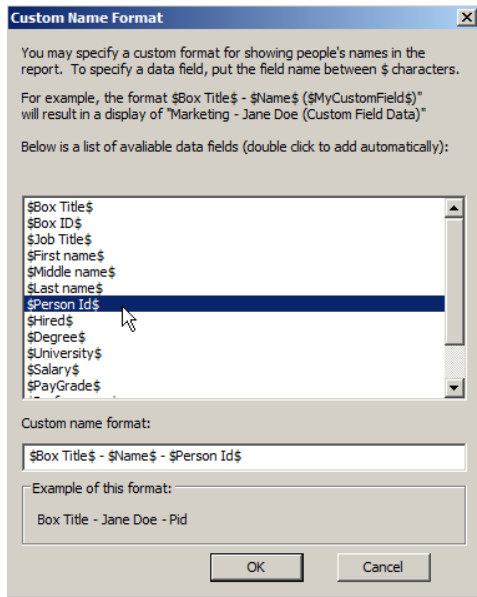 Custom Name Format
You may specify a custom format for showing people's names in the
report. To specify a data field, put the field name between $ characters.
For example, the format $Box Title$ - $Name$ ($MyCustomField$)"
will result in a display of "Marketing - Jane Doe (Custom Field Data)"
Below is a list of avaliable data fields (double click to add automatically):
$Box Title$
$Box ID$
$Job Title$
$First name$
$Middle name$
$Last name$
$Person Id$
$Hired$
$Degree$
$University$
$Salary$
$PayGrade$
Custom name format:
$Box Title$ - $Name$ - $Person Id$
Example of this format:
Box Title - Jane Doe - Pid
OK
Cancel